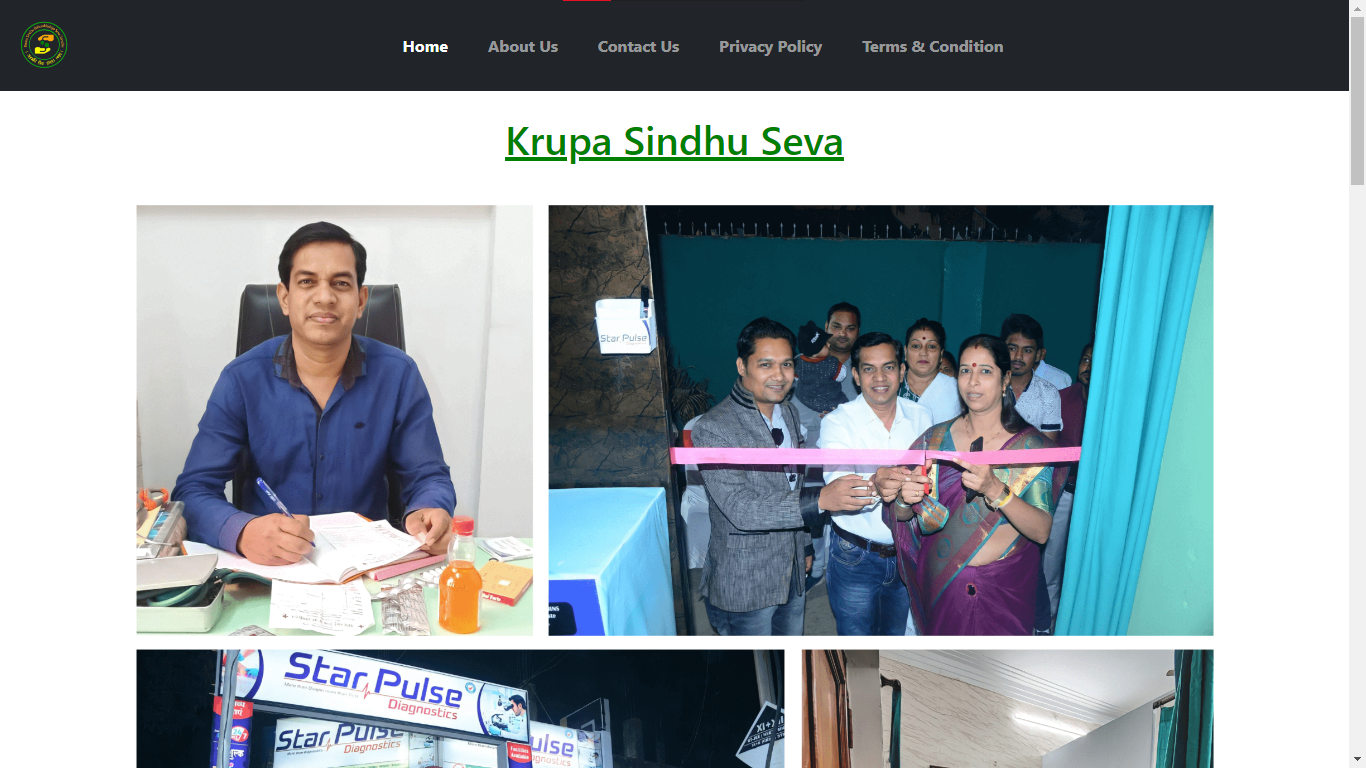 Home
About Us
Contact Us
Privacy Policy
Terms & Condition
Krupa Sindhu Seva
Star Pulse
Star Pulse
Diagnostics
Star Pulse
Diagnostics
ulse